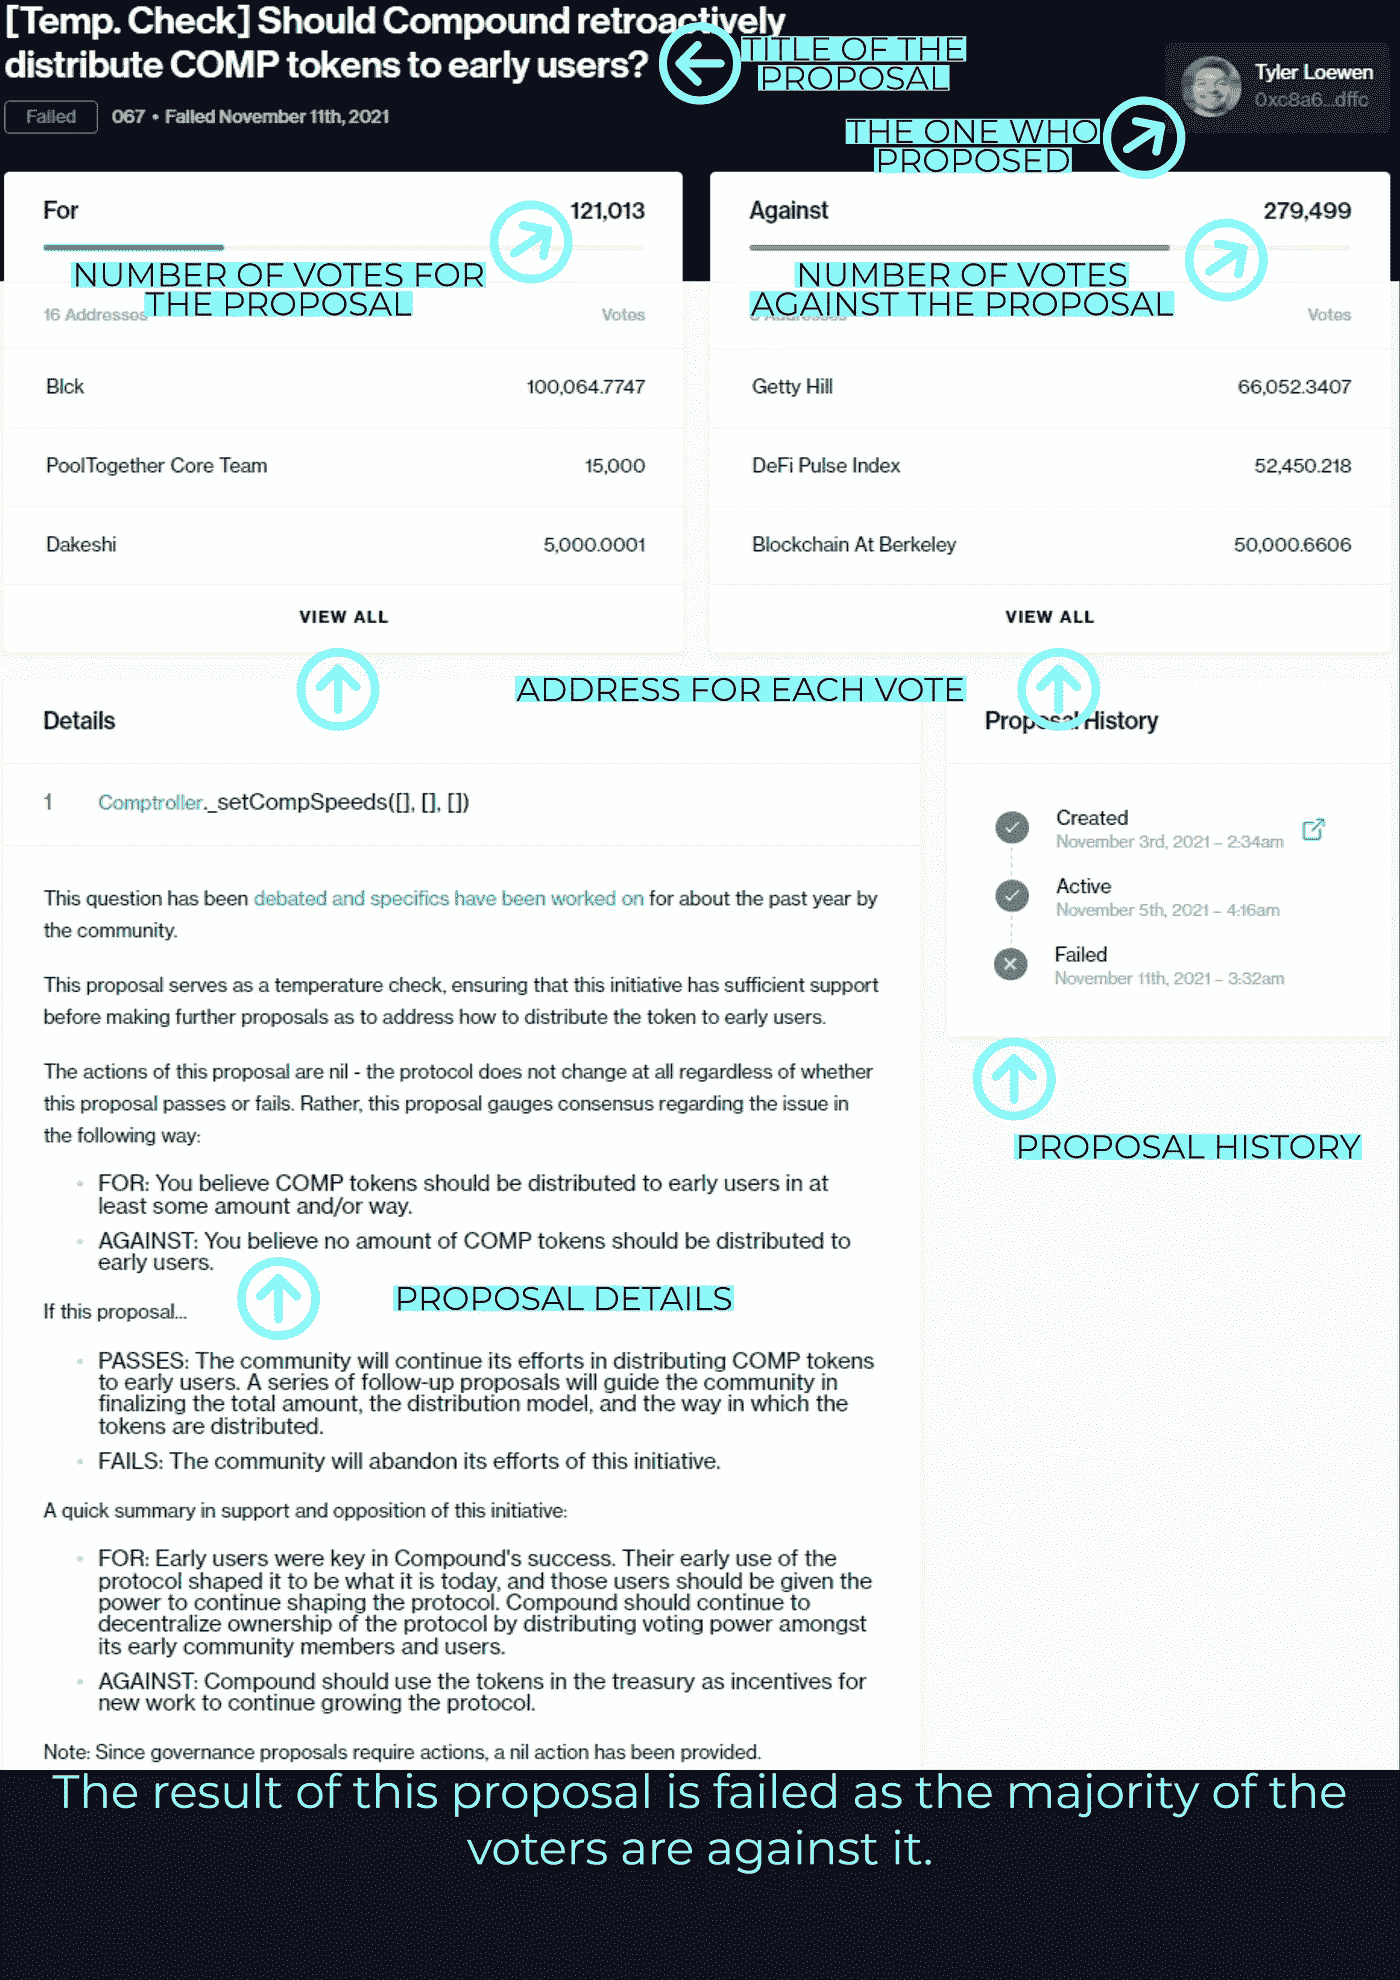 [Temp. Check] Should Compound retroactively
distribute COMP tokens to early users?
TITLE OF THE
PROPOSAL
Tyler Loewen
0xc8a6...dffc
Failed
067 • Failed November 11th, 2021
THE ONE WHO
PROPOSED
For
121,013
NUMBER OF VOTES FOR
THE PROPOSAL
16 Addresses
Votes
Blck
100,064.7747
PoolTogether Core Team
15,000
Dakeshi
5,000.0001
VIEW ALL
Against
279,499
NUMBER OF VOTES
AGAINST THE PROPOSAL
Addresses
Votes
Getty Hill
66,052.3407
DeFi Pulse Index
52,450.218
Blockchain At Berkeley
50,000.6606
VIEW ALL
ADDRESS FOR EACH VOTE
Details
1 Comptroller._setCompSpeeds([], [], [])
This question has been debated and specifics have been worked on for about the past year by
the community.
This proposal serves as a temperature check, ensuring that this initiative has sufficient support
before making further proposals as to address how to distribute the token to early users.
The actions of this proposal are nil - the protocol does not change at all regardless of whether
this proposal passes or fails. Rather, this proposal gauges consensus regarding the issue in
the following way:
• FOR: You believe COMP tokens should be distributed to early users in at
least some amount and/or way.
• AGAINST: You believe no amount of COMP tokens should be distributed to
early users.
PROPOSAL DETAILS
If this proposal...
• PASSES: The community will continue its efforts in distributing COMP tokens
to early users. A series of follow-up proposals will guide the community in
finalizing the total amount, the distribution model, and the way in which the
tokens are distributed.
• FAILS: The community will abandon its efforts of this initiative.
A quick summary in support and opposition of this initiative:
• FOR: Early users were key in Compound's success. Their early use of the
protocol shaped it to be what it is today, and those users should be given the
power to continue shaping the protocol. Compound should continue to
decentralize ownership of the protocol by distributing voting power amongst
its early community members and users.
• AGAINST: Compound should use the tokens in the treasury as incentives for
new work to continue growing the protocol.
Note: Since governance proposals require actions, a nil action has been provided.
Proposal History
Created
November 3rd, 2021 – 2:34am
Active
November 5th, 2021 – 4:16am
Failed
November 11th, 2021 – 3:32am
PROPOSAL HISTORY
The result of this proposal is failed as the majority of the
voters are against it.